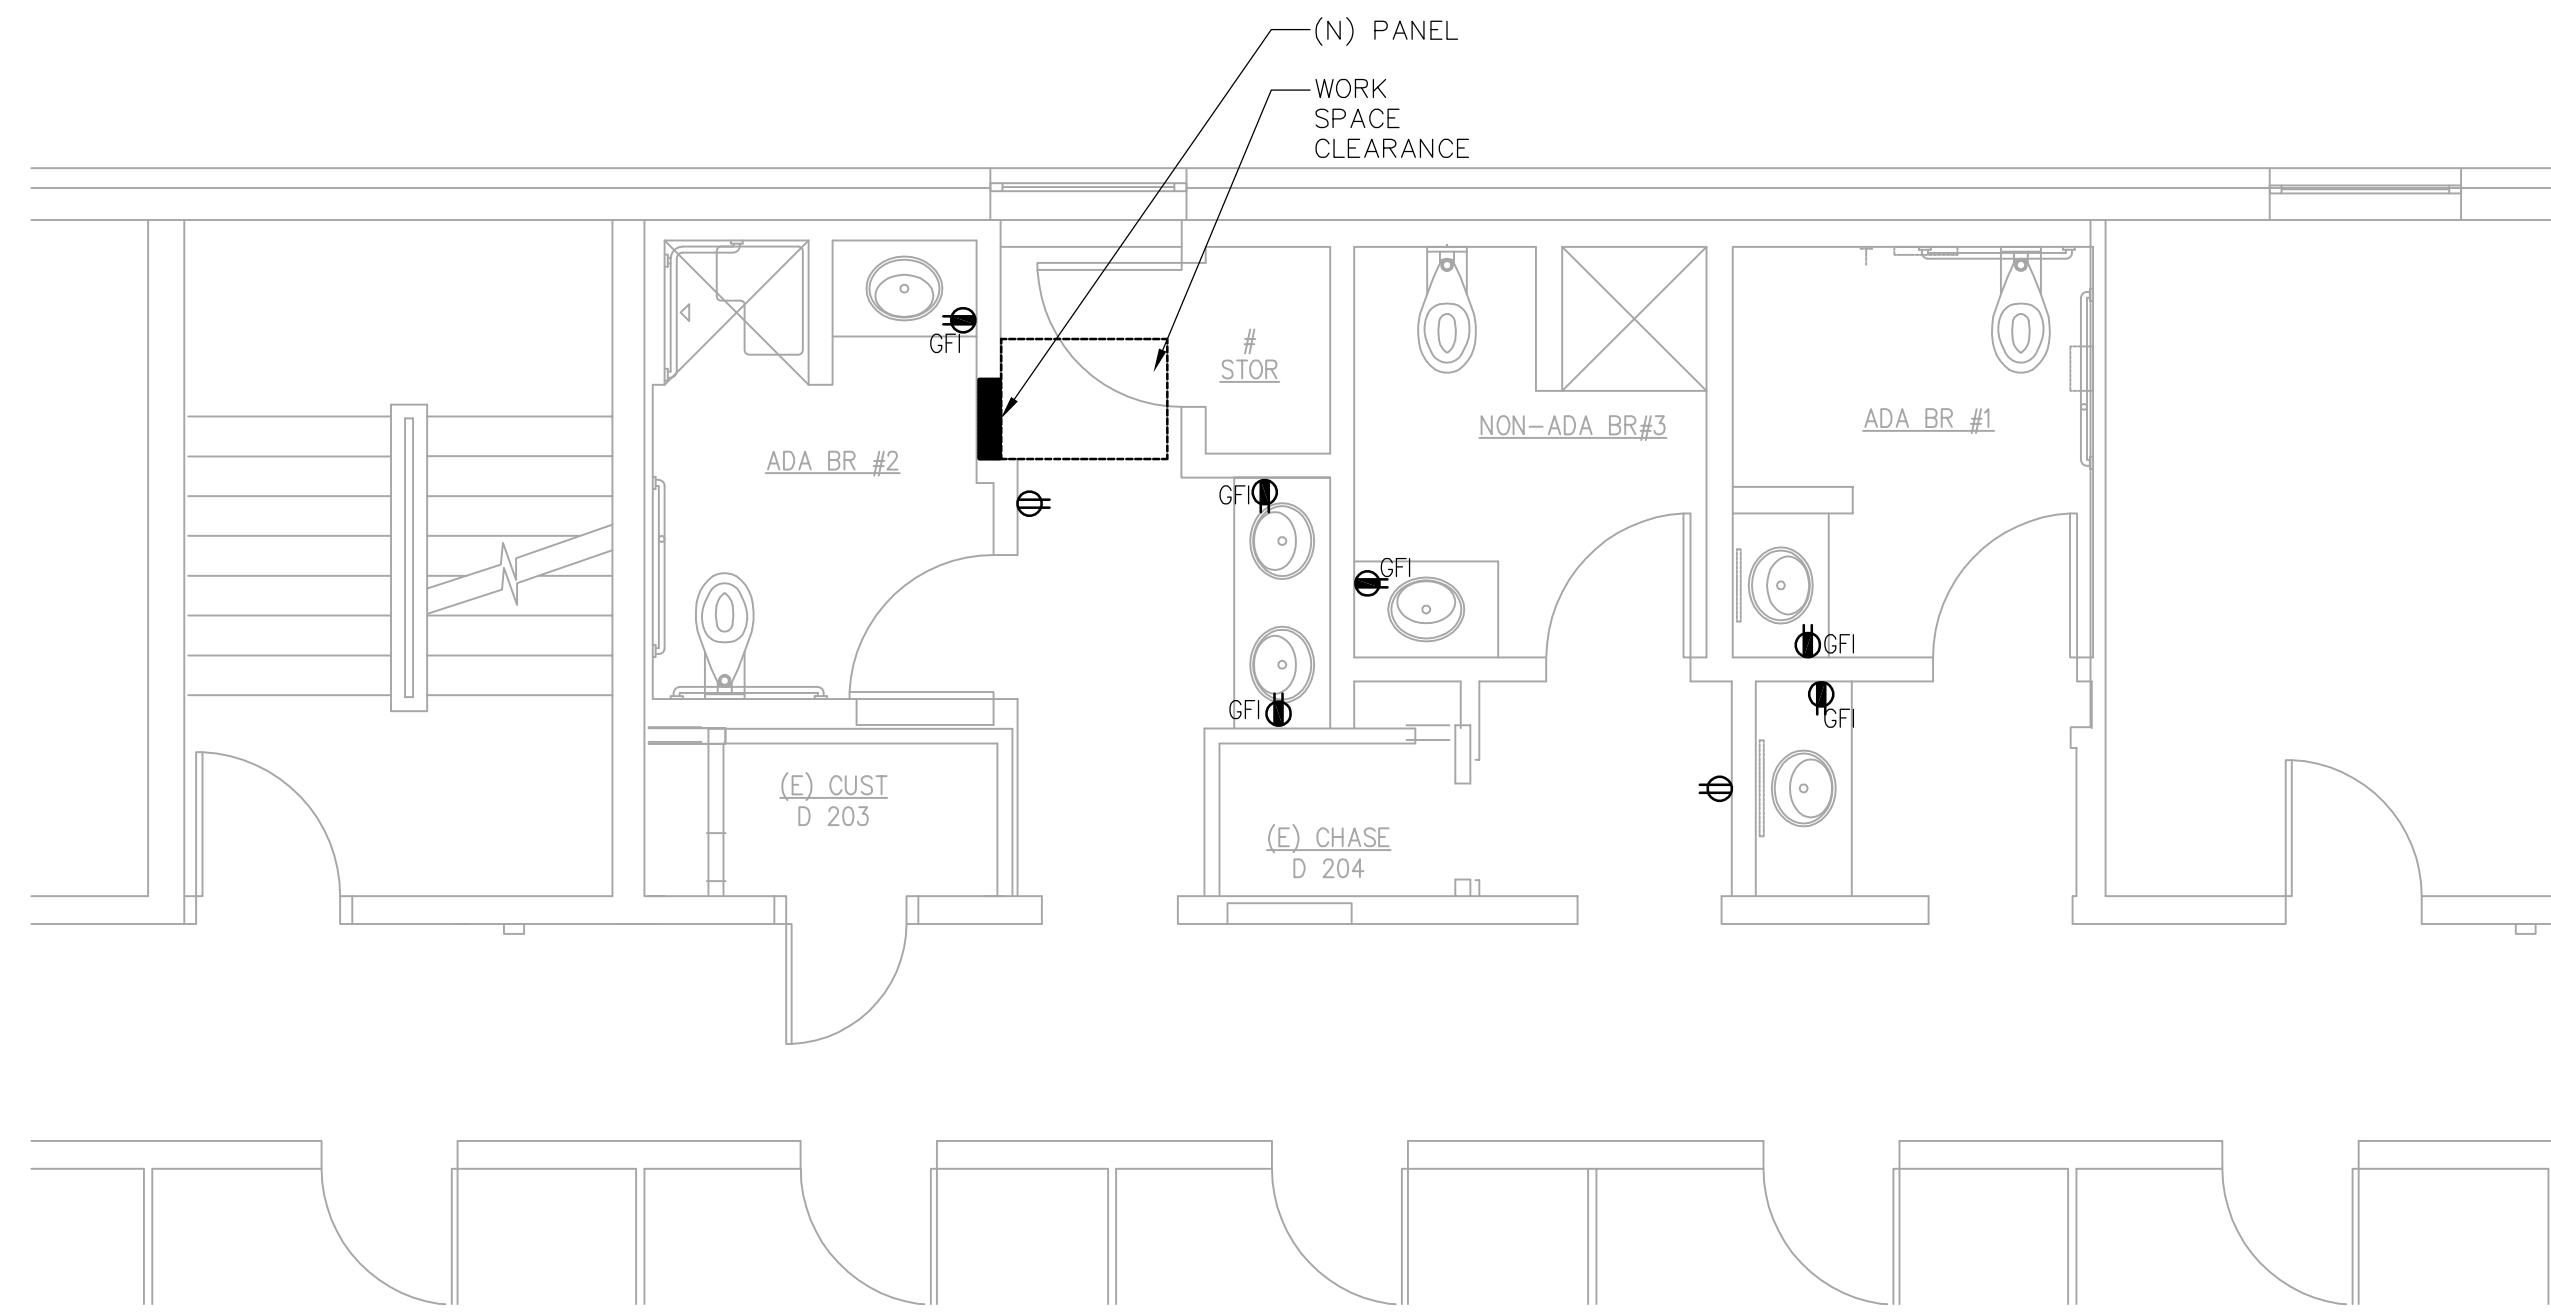 (N) PANEL
WORK
SPACE
CLEARANCE
GFI
#
STOR
NON-ADA BR#3
ADA BR #1
ADA BR #2
GFI
GFI
GFI
GFI
GFI
(E) CUST
D 203
(E) CHASE
D 204